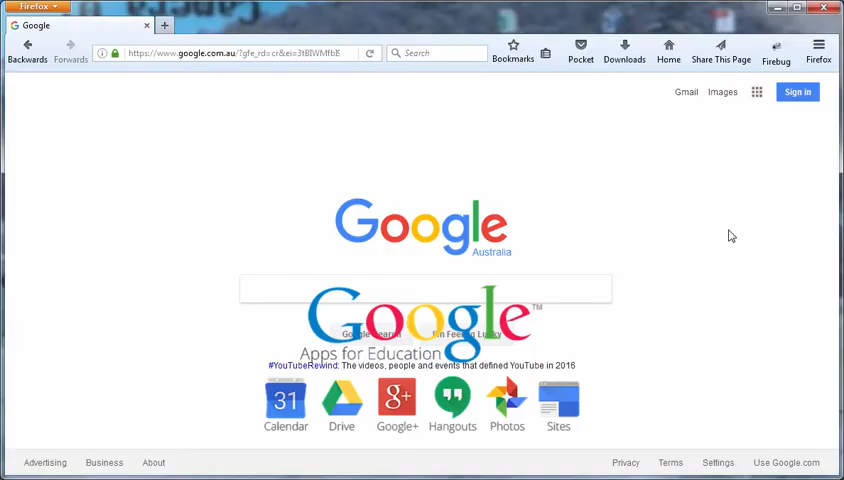 Firefox
Google
https://www.google.com.au/?gfe_rd=cr&ei=3tBIWMfbI
Search
Backwards
Forwards
Bookmarks
Pocket
Downloads
Home
Share This Page
Firebug
Firefox
Gmail
Images
Sign in
Google
Australia
Google™
Google Search
I'm Feeling Lucky
Apps for Education
#YouTubeRewind: The videos, people and events that defined YouTube in 2016
31
g+
Calendar
Drive
Google+
Hangouts
Photos
Sites
Advertising
Business
About
Privacy
Terms
Settings
Use Google.com